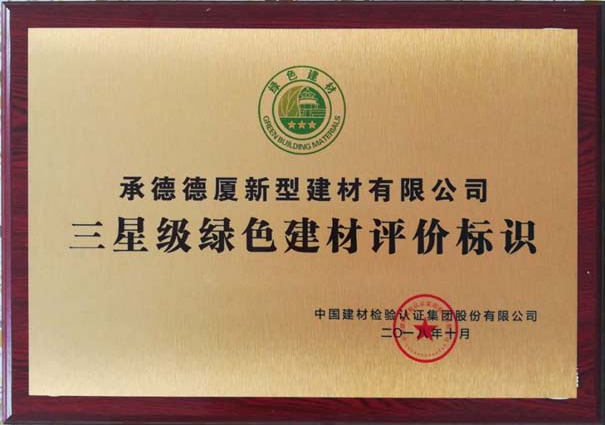 绿色建材
GREEN BUILDING MATERIALS
承德德厦新型建材有限公司
三星级绿色建材评价标识
中国建材检验认证集团股份有限公司
二〇一八年十月